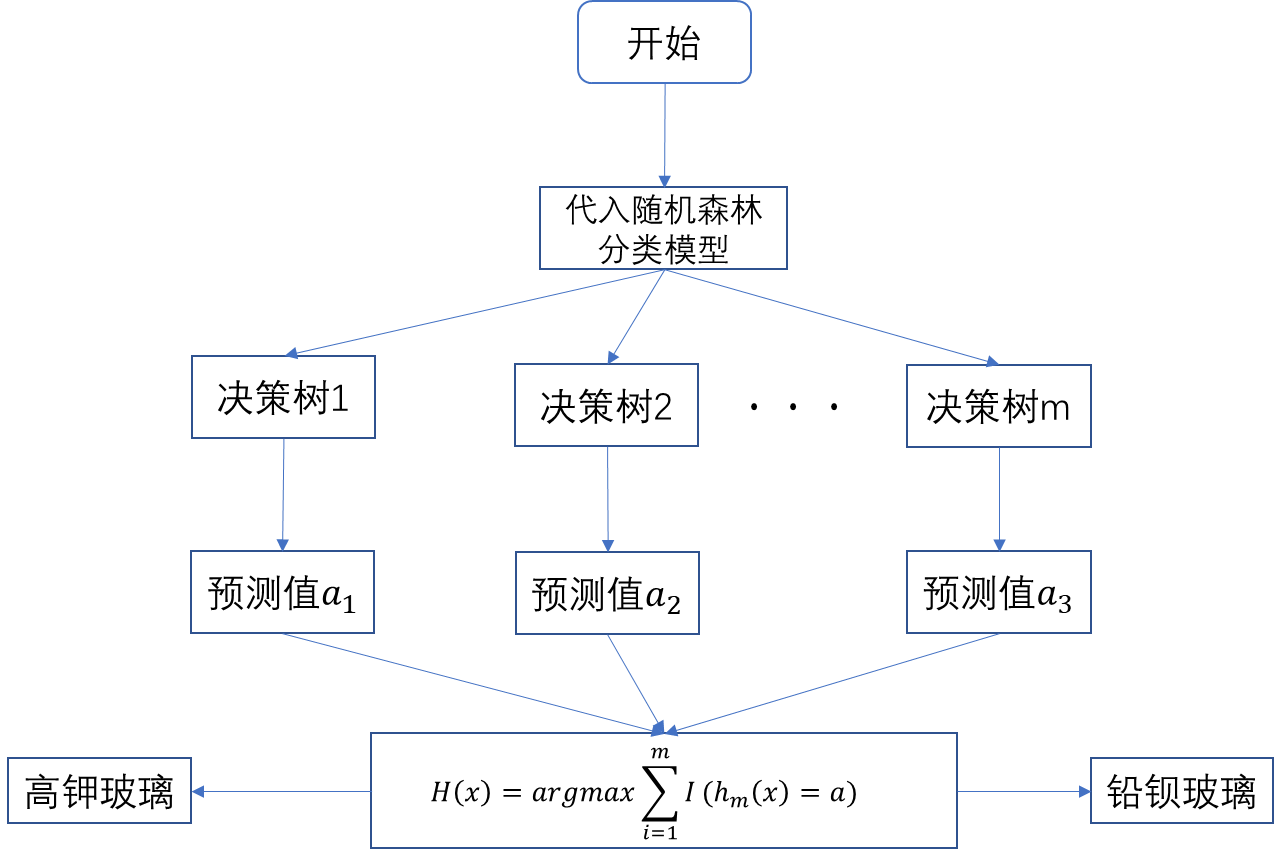 开始
代入随机森林
分类模型
决策树1
决策树2
· · ·
决策树m
预测值a₁
预测值a₂
预测值a₃
高钾玻璃
H(x) = argmax ∑_{i=1}^{m} I (hₘ(x) = a)
铅钡玻璃